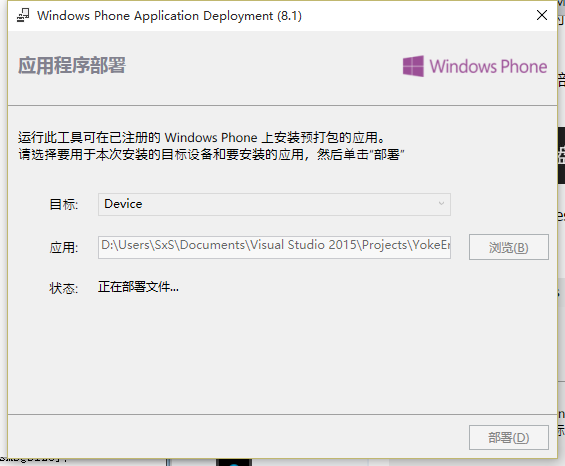 Windows Phone Application Deployment (8.1)
应用程序部署
Windows Phone
运行此工具可在已注册的 Windows Phone 上安装预打包的应用。
请选择要用于本次安装的目标设备和要安装的应用，然后单击“部署”
目标: Device
应用: D:\Users\SxS\Documents\Visual Studio 2015\Projects\YokeEr 浏览(B)
状态: 正在部署文件...
部署(D)